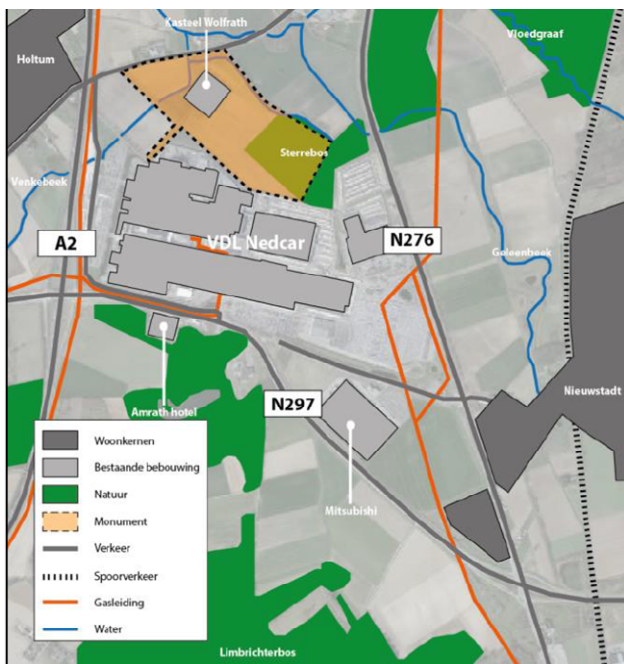 Kasteel Wolfrath
Vloedgraaf
Holtum
Sterrebos
Venkebeek
A2
VDL Nedcar
N276
Geleenbeek
Nieuwstadt
Amrath hotel
N297
Mitsubishi
Woonkernen
Bestaande bebouwing
Natuur
Monument
Verkeer
Spoorverkeer
Gasleiding
Water
Limbrichterbos